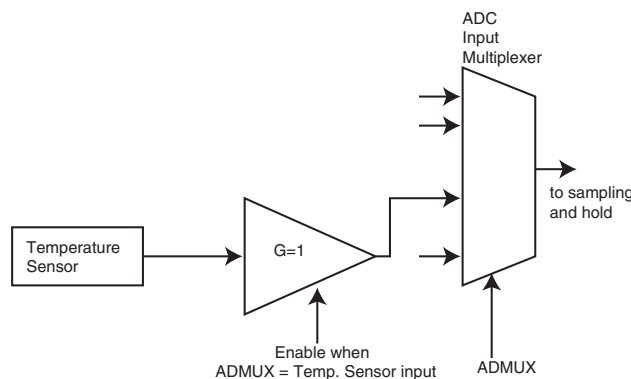 ADC
Input
Multiplexer
to sampling
and hold
Temperature
Sensor
G=1
Enable when
ADMUX = Temp. Sensor input
ADMUX